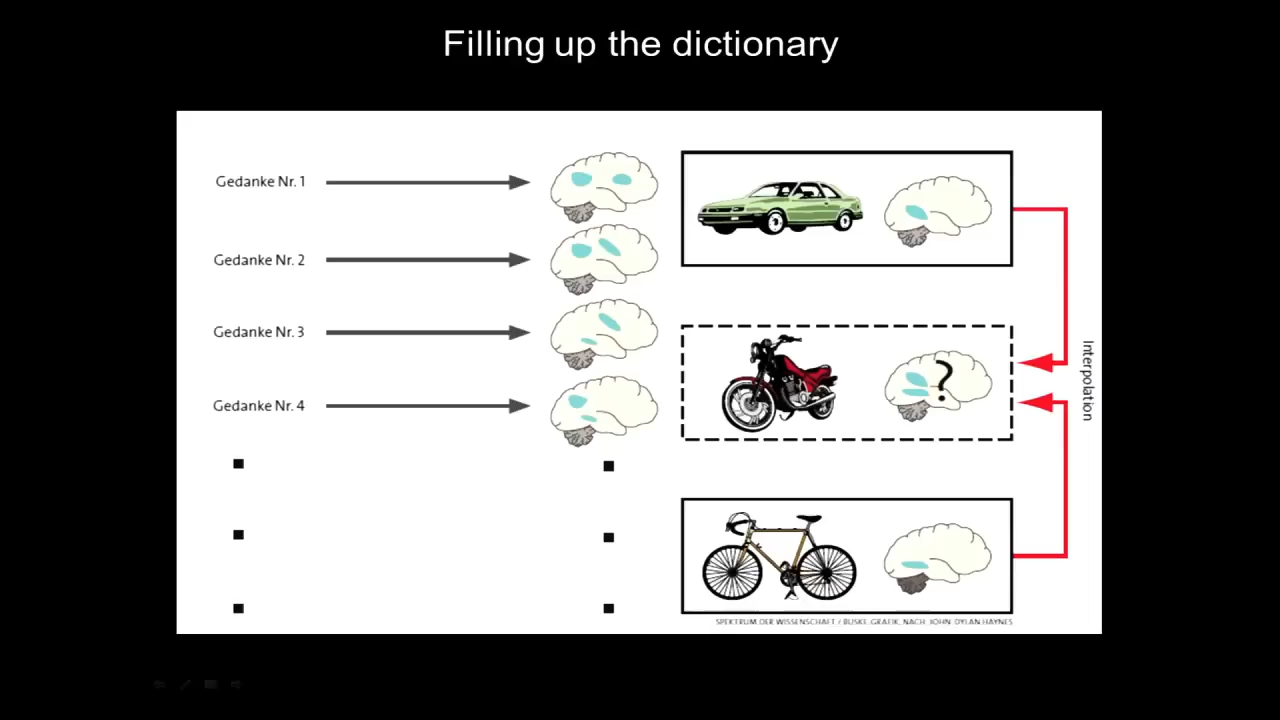 Filling up the dictionary
Gedanke Nr. 1
Gedanke Nr. 2
Gedanke Nr. 3
Gedanke Nr. 4
?
Interpolation
SPEKTRUM DER WISSENSCHAFT / BUSKE-GRAFIK, NACH: JOHN-DYLAN HAYNES